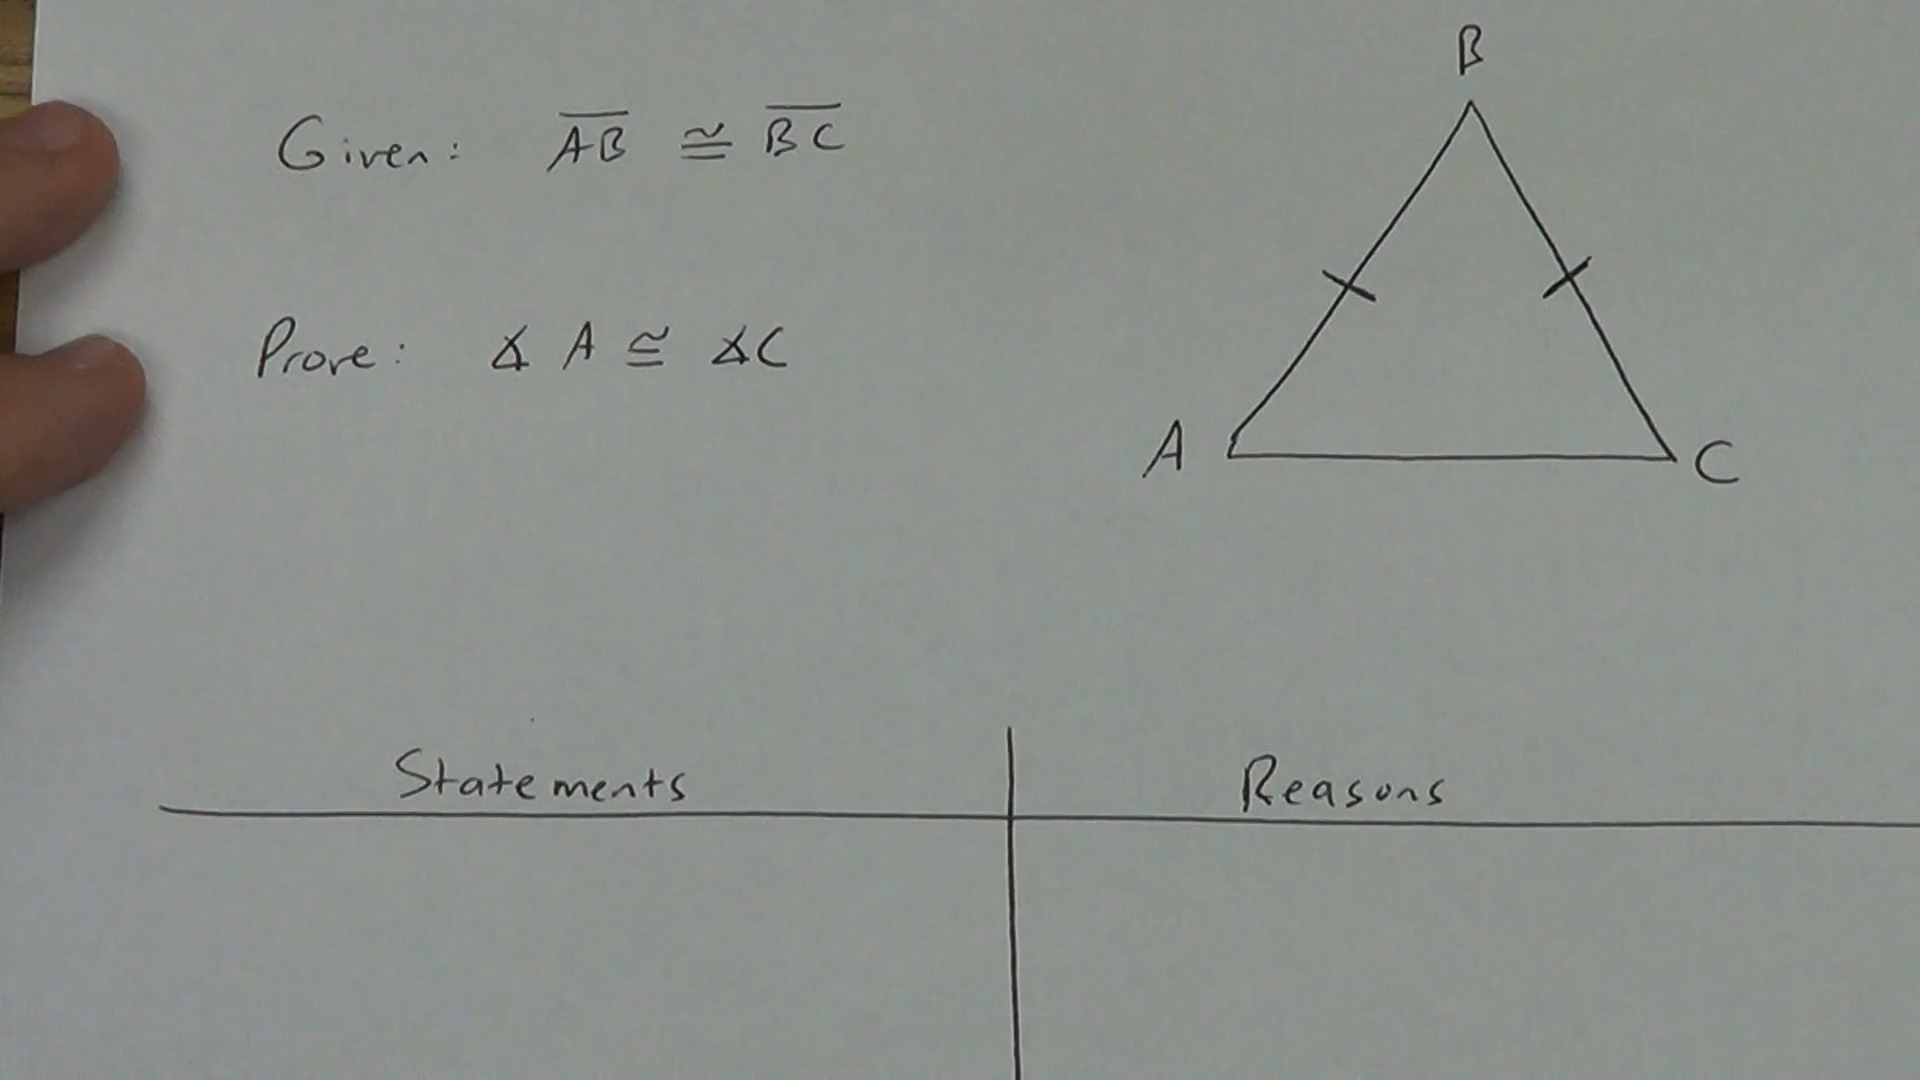 Given: AB ≅ BC
Prove: ∡ A ≅ ∡C
B
A
C
Statements
Reasons